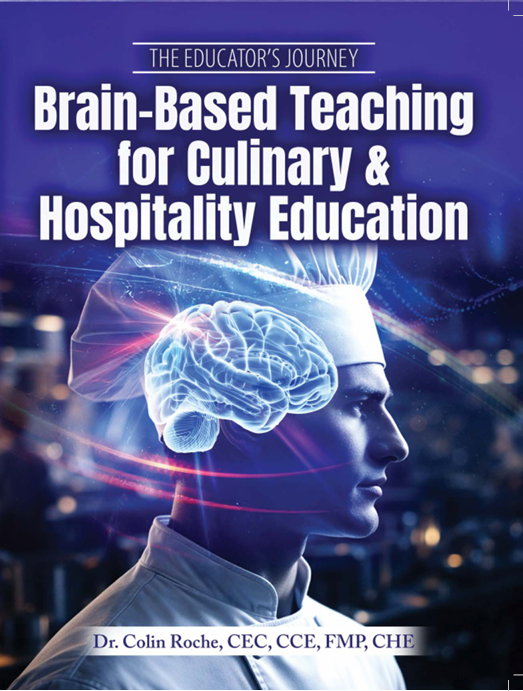 THE EDUCATOR'S JOURNEY
Brain-Based Teaching
for Culinary &
Hospitality Education
Dr. Colin Roche, CEC, CCE, FMP, CHE